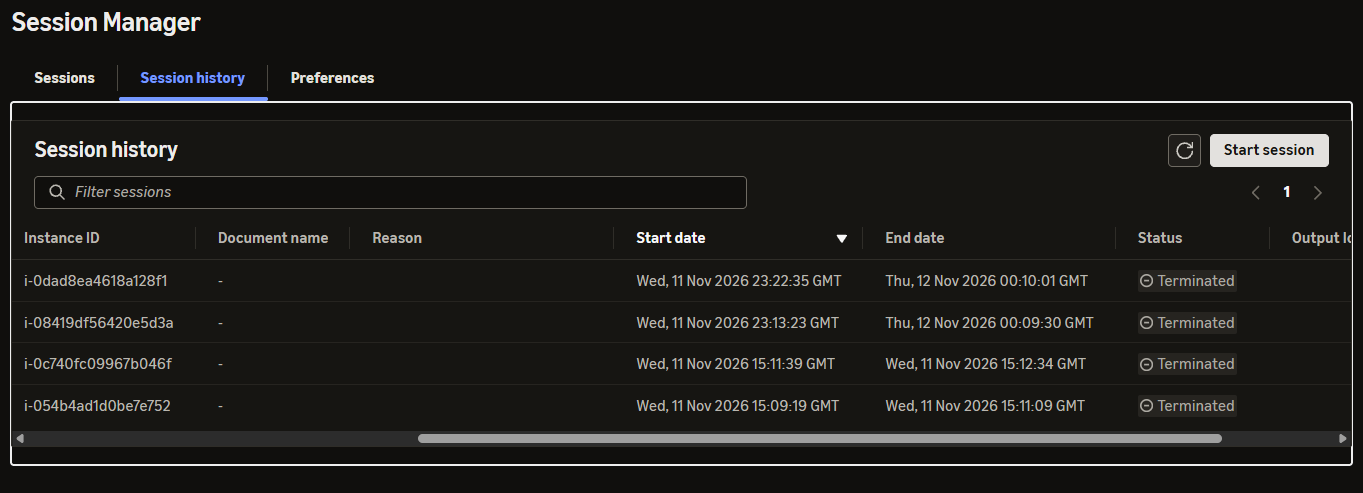 Session Manager
Sessions Session history Preferences
Session history
Start session
Filter sessions
1
Instance ID Document name Reason Start date End date Status Output lo
i-0dad8ea4618a128f1 - Wed, 11 Nov 2026 23:22:35 GMT Thu, 12 Nov 2026 00:10:01 GMT Terminated
i-08419df56420e5d3a - Wed, 11 Nov 2026 23:13:23 GMT Thu, 12 Nov 2026 00:09:30 GMT Terminated
i-0c740fc09967b046f - Wed, 11 Nov 2026 15:11:39 GMT Wed, 11 Nov 2026 15:12:34 GMT Terminated
i-054b4ad1d0be7e752 - Wed, 11 Nov 2026 15:09:19 GMT Wed, 11 Nov 2026 15:11:09 GMT Terminated